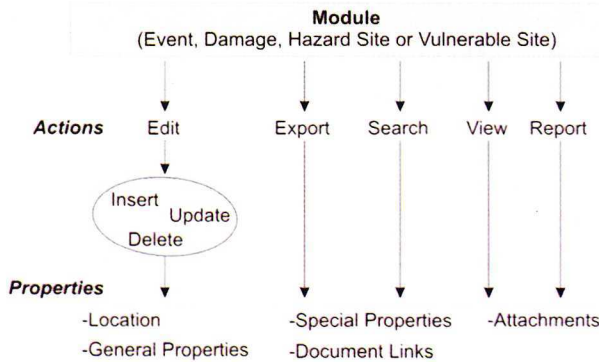 Module
(Event, Damage, Hazard Site or Vulnerable Site)
Actions Edit Export Search View Report
Insert
Update
Delete
Properties
-Location -Special Properties -Attachments
-General Properties -Document Links